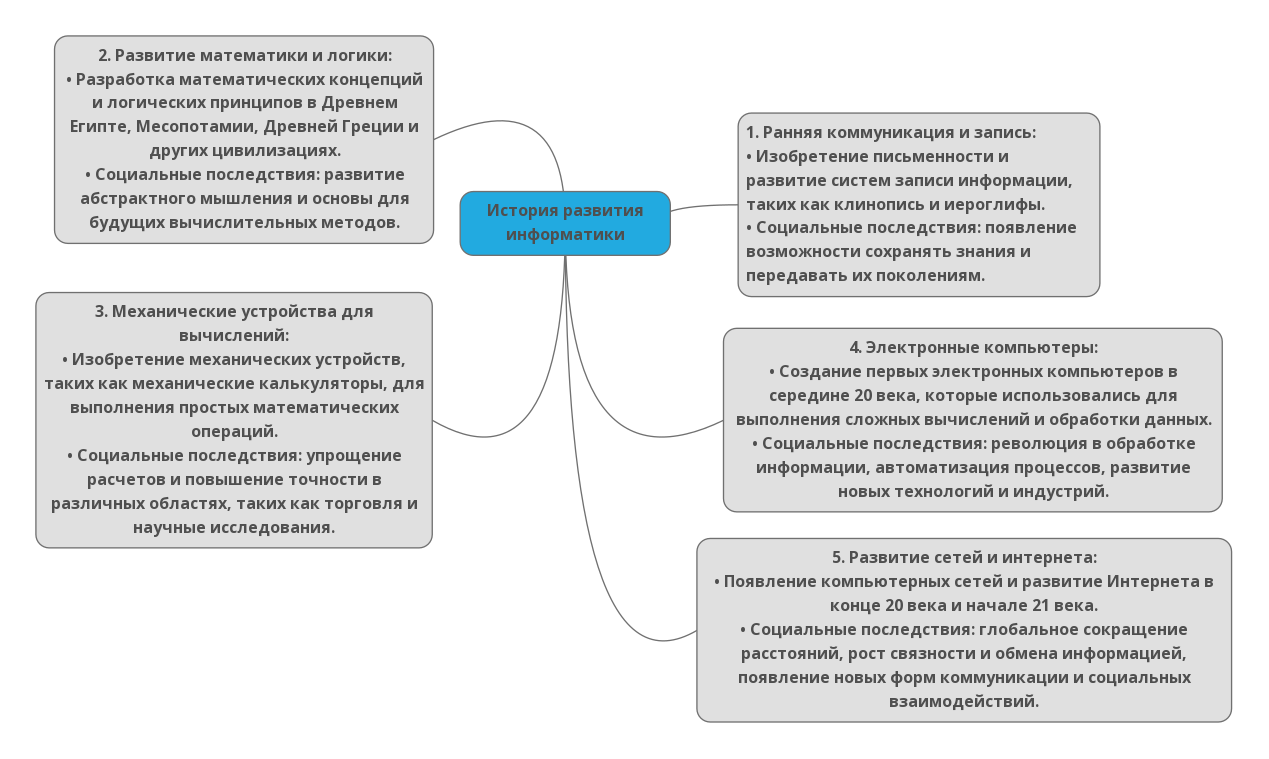 История развития
информатики
1. Ранняя коммуникация и запись:
• Изобретение письменности и
развитие систем записи информации,
таких как клинопись и иероглифы.
• Социальные последствия: появление
возможности сохранять знания и
передавать их поколениям.
2. Развитие математики и логики:
• Разработка математических концепций
и логических принципов в Древнем
Египте, Месопотамии, Древней Греции и
других цивилизациях.
• Социальные последствия: развитие
абстрактного мышления и основы для
будущих вычислительных методов.
3. Механические устройства для
вычислений:
• Изобретение механических устройств,
таких как механические калькуляторы, для
выполнения простых математических
операций.
• Социальные последствия: упрощение
расчетов и повышение точности в
различных областях, таких как торговля и
научные исследования.
4. Электронные компьютеры:
• Создание первых электронных компьютеров в
середине 20 века, которые использовались для
выполнения сложных вычислений и обработки данных.
• Социальные последствия: революция в обработке
информации, автоматизация процессов, развитие
новых технологий и индустрий.
5. Развитие сетей и интернета:
• Появление компьютерных сетей и развитие Интернета в
конце 20 века и начале 21 века.
• Социальные последствия: глобальное сокращение
расстояний, рост связности и обмена информацией,
появление новых форм коммуникации и социальных
взаимодействий.